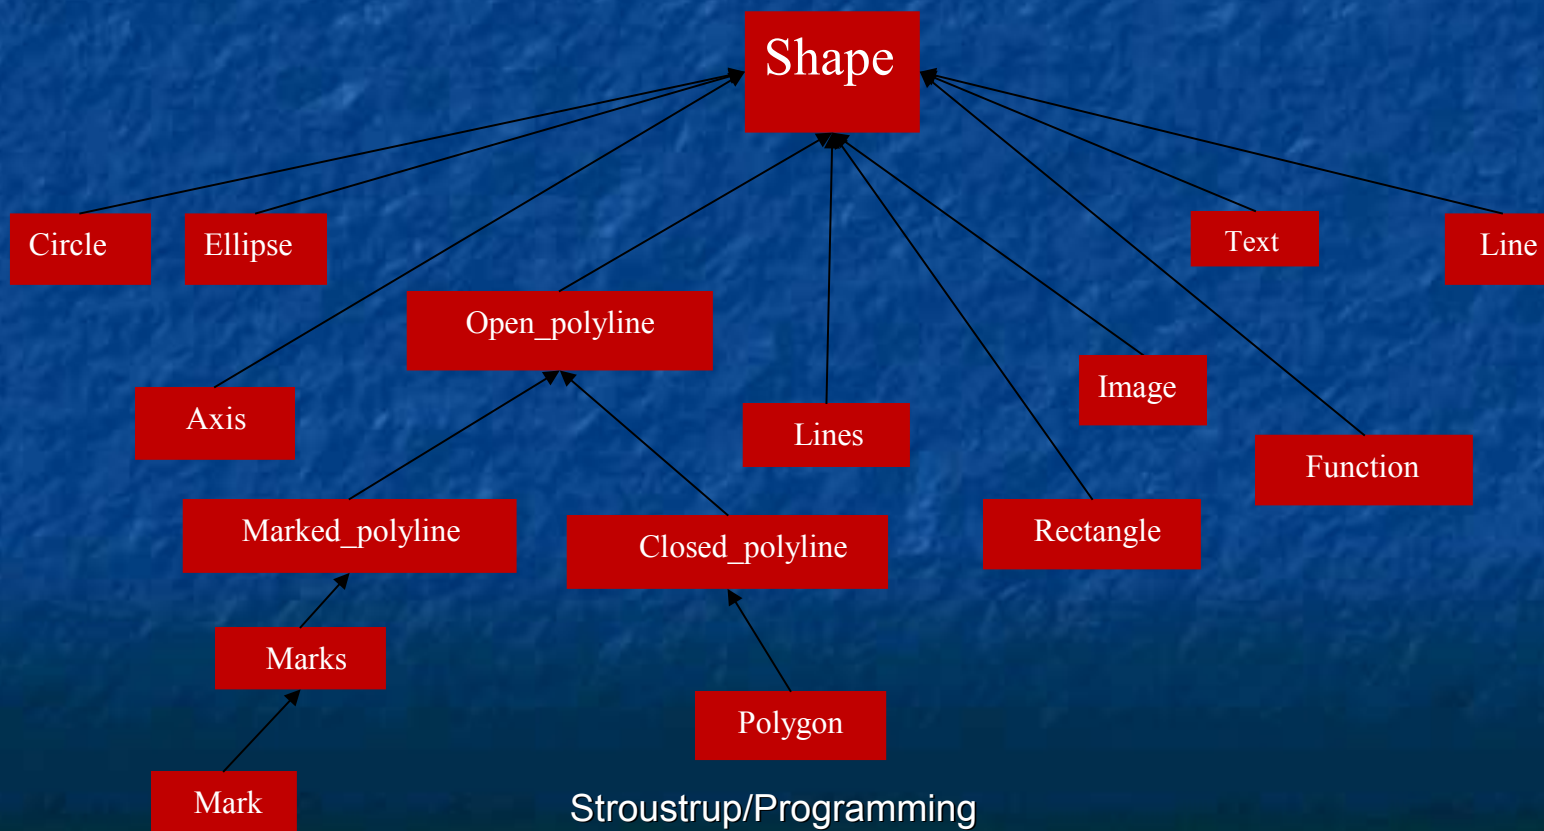 Shape
Circle
Ellipse
Text
Line
Open_polyline
Axis
Lines
Image
Function
Marked_polyline
Closed_polyline
Rectangle
Marks
Polygon
Mark
Stroustrup/Programming